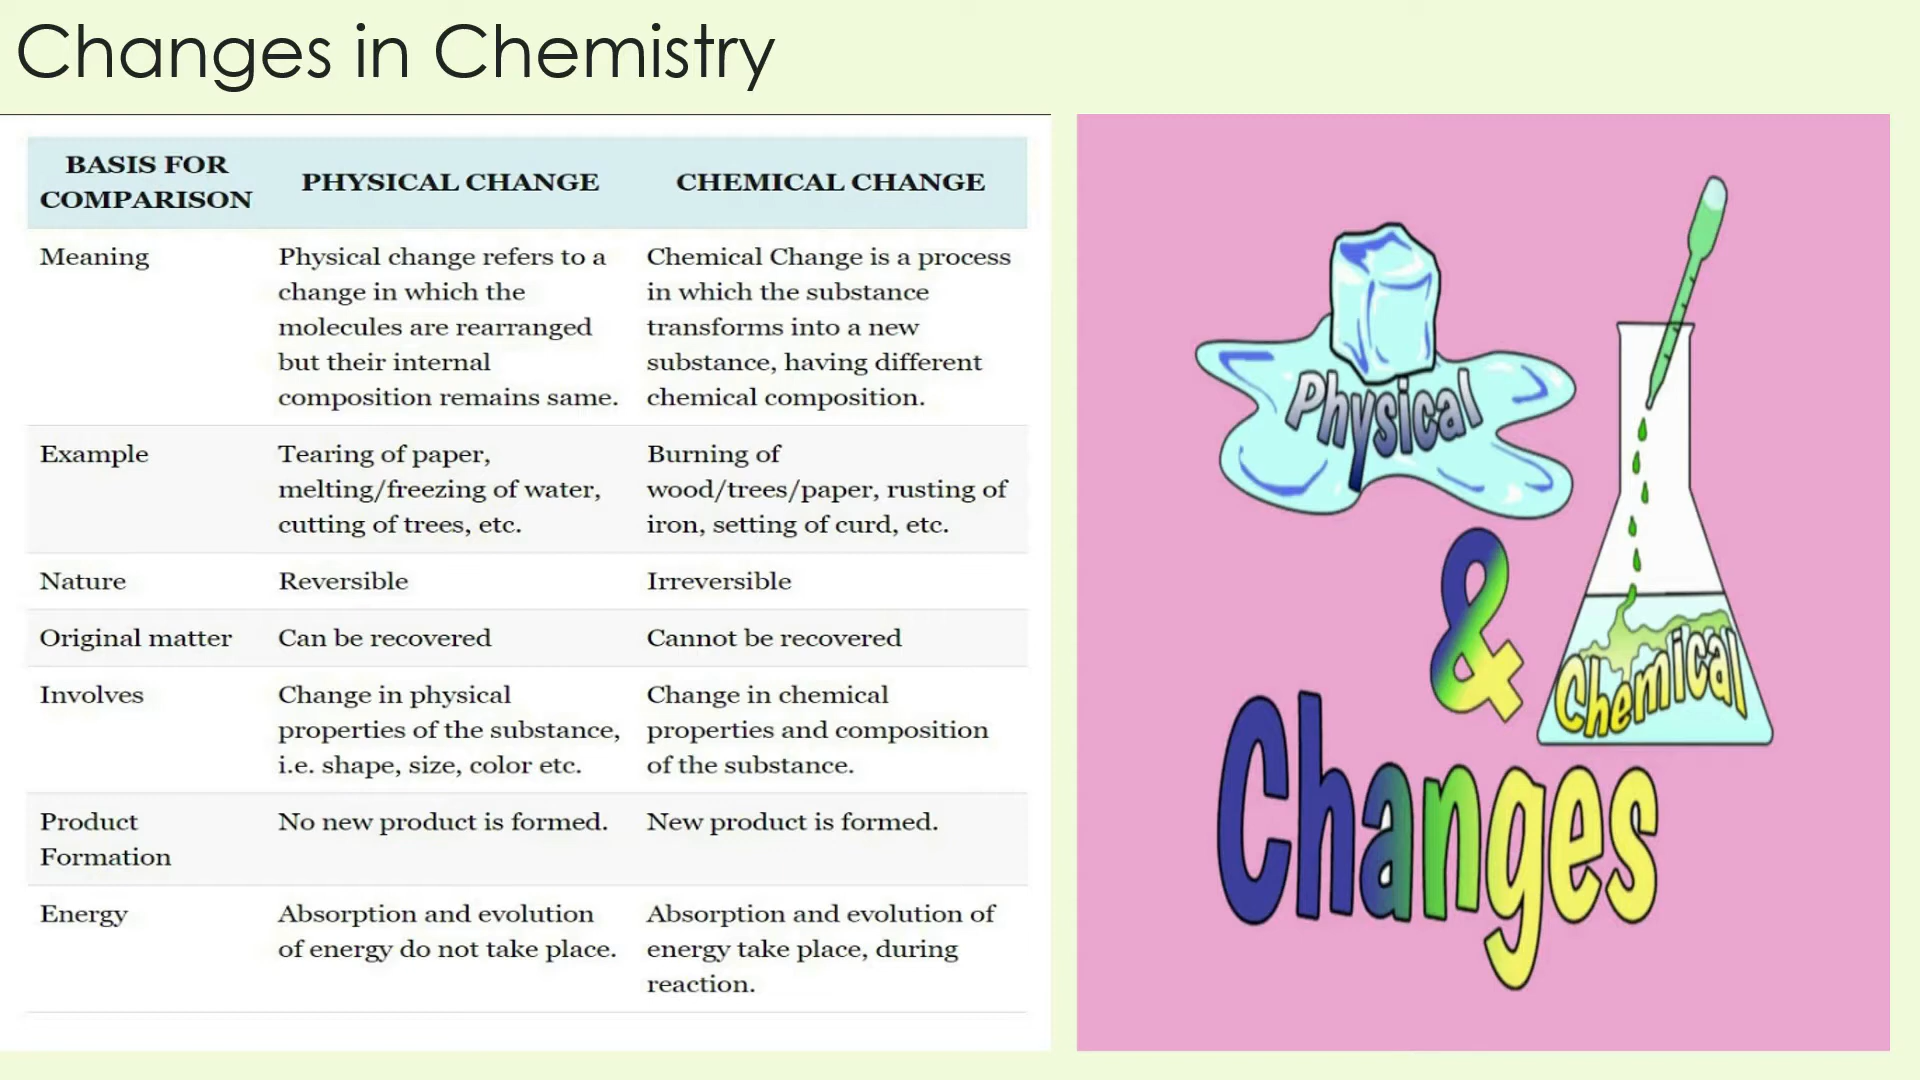 Changes in Chemistry
BASIS FOR
COMPARISON
PHYSICAL CHANGE
CHEMICAL CHANGE
Meaning
Physical change refers to a
change in which the
molecules are rearranged
but their internal
composition remains same.
Chemical Change is a process
in which the substance
transforms into a new
substance, having different
chemical composition.
Example
Tearing of paper,
melting/freezing of water,
cutting of trees, etc.
Burning of
wood/trees/paper, rusting of
iron, setting of curd, etc.
Nature
Reversible
Irreversible
Original matter
Can be recovered
Cannot be recovered
Involves
Change in physical
properties of the substance,
i.e. shape, size, color etc.
Change in chemical
properties and composition
of the substance.
Product
Formation
No new product is formed.
New product is formed.
Energy
Absorption and evolution
of energy do not take place.
Absorption and evolution of
energy take place, during
reaction.
Physical
&
Chemical
Changes